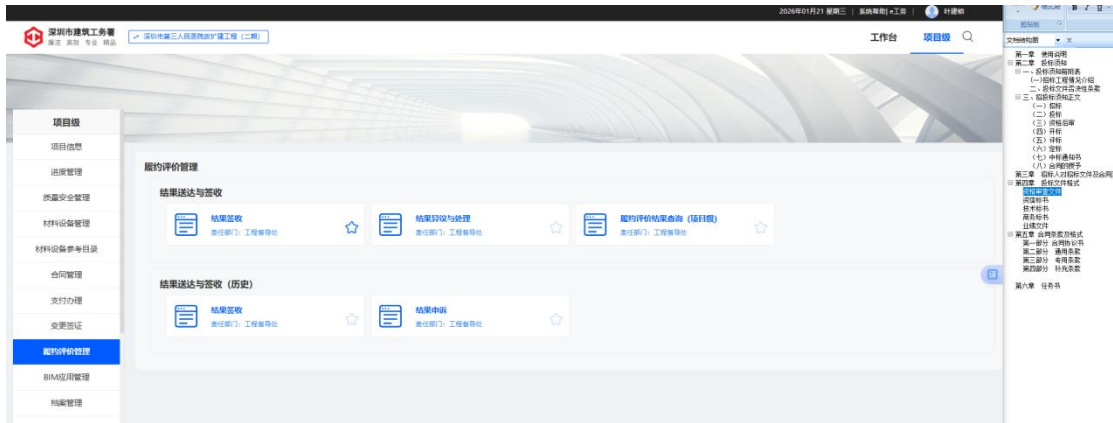 2026年01月21 星期三 | 系统帮助|e工务 | 叶建钿
深圳市建筑工务署
廉洁 高效 专业 精品
深圳市第三人民医院改扩建工程（二期）
工作台 项目级
项目级
项目信息
进度管理
质量安全管理
材料设备管理
材料设备参考目录
合同管理
支付办理
变更签证
履约评价管理
BIM应用管理
档案管理
履约评价管理
结果送达与签收
结果签收
责任部门：工程督导处
结果异议与处理
责任部门：工程督导处
履约评价结果查询（项目级）
责任部门：工程督导处
结果送达与签收（历史）
结果签收
责任部门：工程督导处
结果申诉
责任部门：工程督导处
格式刷 B I U
剪贴板
文档结构图
第一章 使用说明
第二章 投标须知
一、投标须知前附表
(一)招标工程情况介绍
二、投标文件否决性条款
三、招投标须知正文
（一）招标
（二）投标
（三）资格后审
（四）开标
（五）评标
（六）定标
（七）中标通知书
（八）合同的授予
第三章 招标人对招标文件及合同
第四章 投标文件格式
资格审查文件
资信标书
技术标书
商务标书
业绩文件
第五章 合同条款及格式
第一部分 合同协议书
第二部分 通用条款
第三部分 专用条款
第四部分 补充条款
第六章 任务书